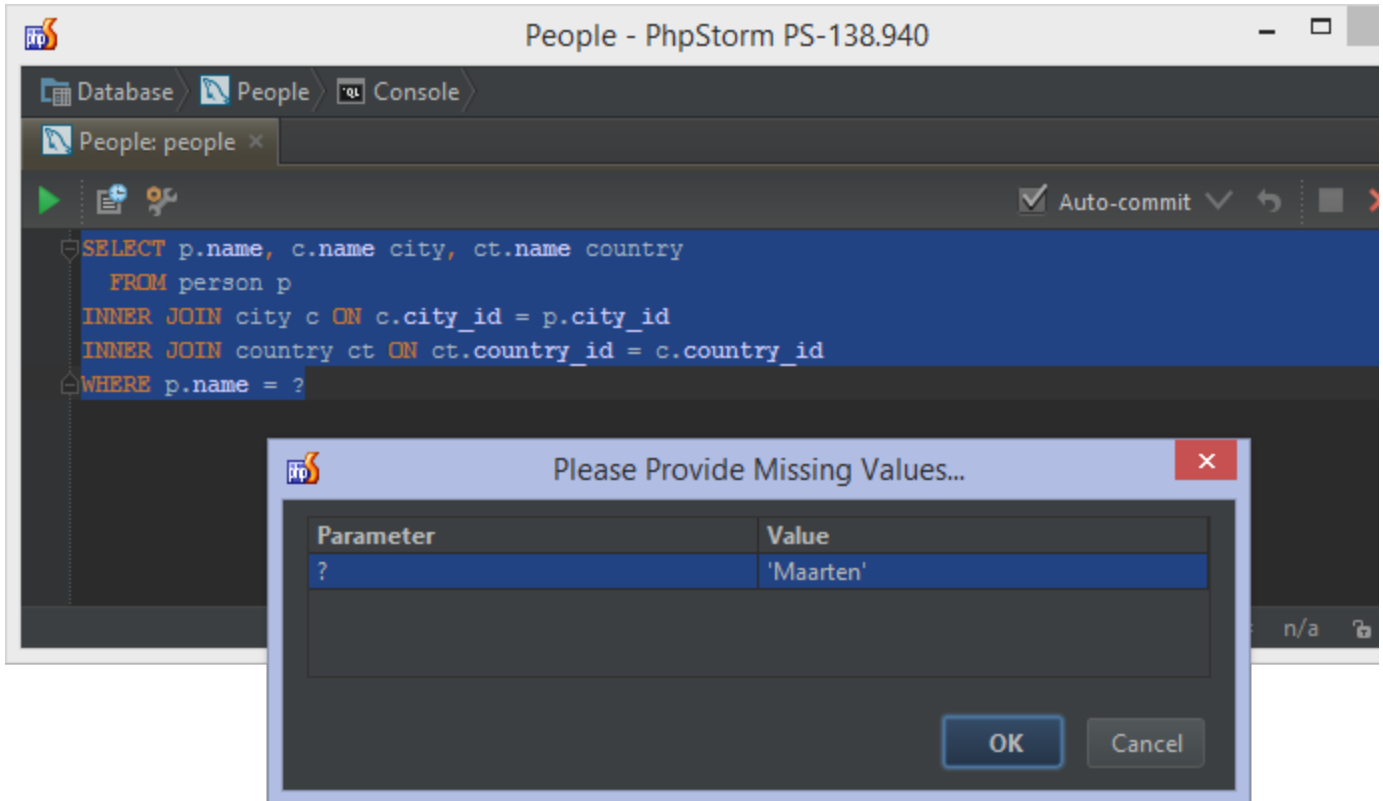 People - PhpStorm PS-138.940
Database People Console
People: people
Auto-commit
SELECT p.name, c.name city, ct.name country
FROM person p
INNER JOIN city c ON c.city_id = p.city_id
INNER JOIN country ct ON ct.country_id = c.country_id
WHERE p.name = ?
Please Provide Missing Values...
Parameter Value
? 'Maarten'
n/a
OK Cancel